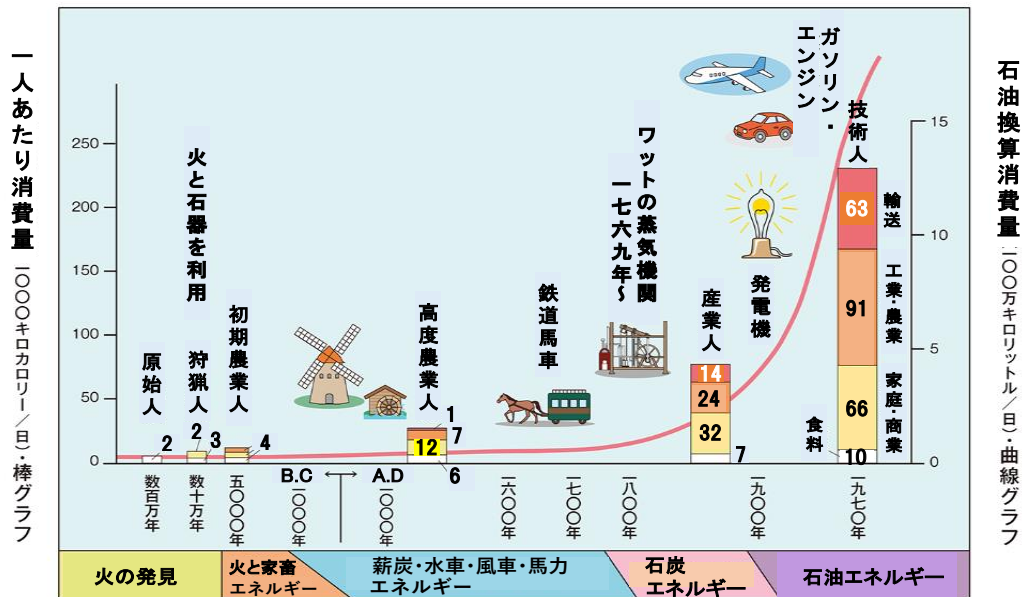 一人あたり消費量 一〇〇〇キロカロリー/日・棒グラフ
250
200
150
100
50
0
原始人
2
数百万年
火と石器を利用
狩猟人
2
3
数十万年
初期農業人
4
五〇〇〇年
B.C
A.D
一〇〇〇年
一〇〇〇年
高度農業人
1
7
12
6
鉄道馬車
一六〇〇年
一七〇〇年
ワットの蒸気機関
一七六九年~
一八〇〇年
産業人
14
24
32
7
発電機
一九〇〇年
ガソリン・
エンジン
技術人
63
91
66
10
輸送
工業・農業
家庭・商業
食料
一九七〇年
15
10
5
0
石油換算消費量 一〇〇万キロリットル/日・曲線グラフ
火の発見
火と家畜
エネルギー
薪炭・水車・風車・馬力
エネルギー
石炭
エネルギー
石油エネルギー